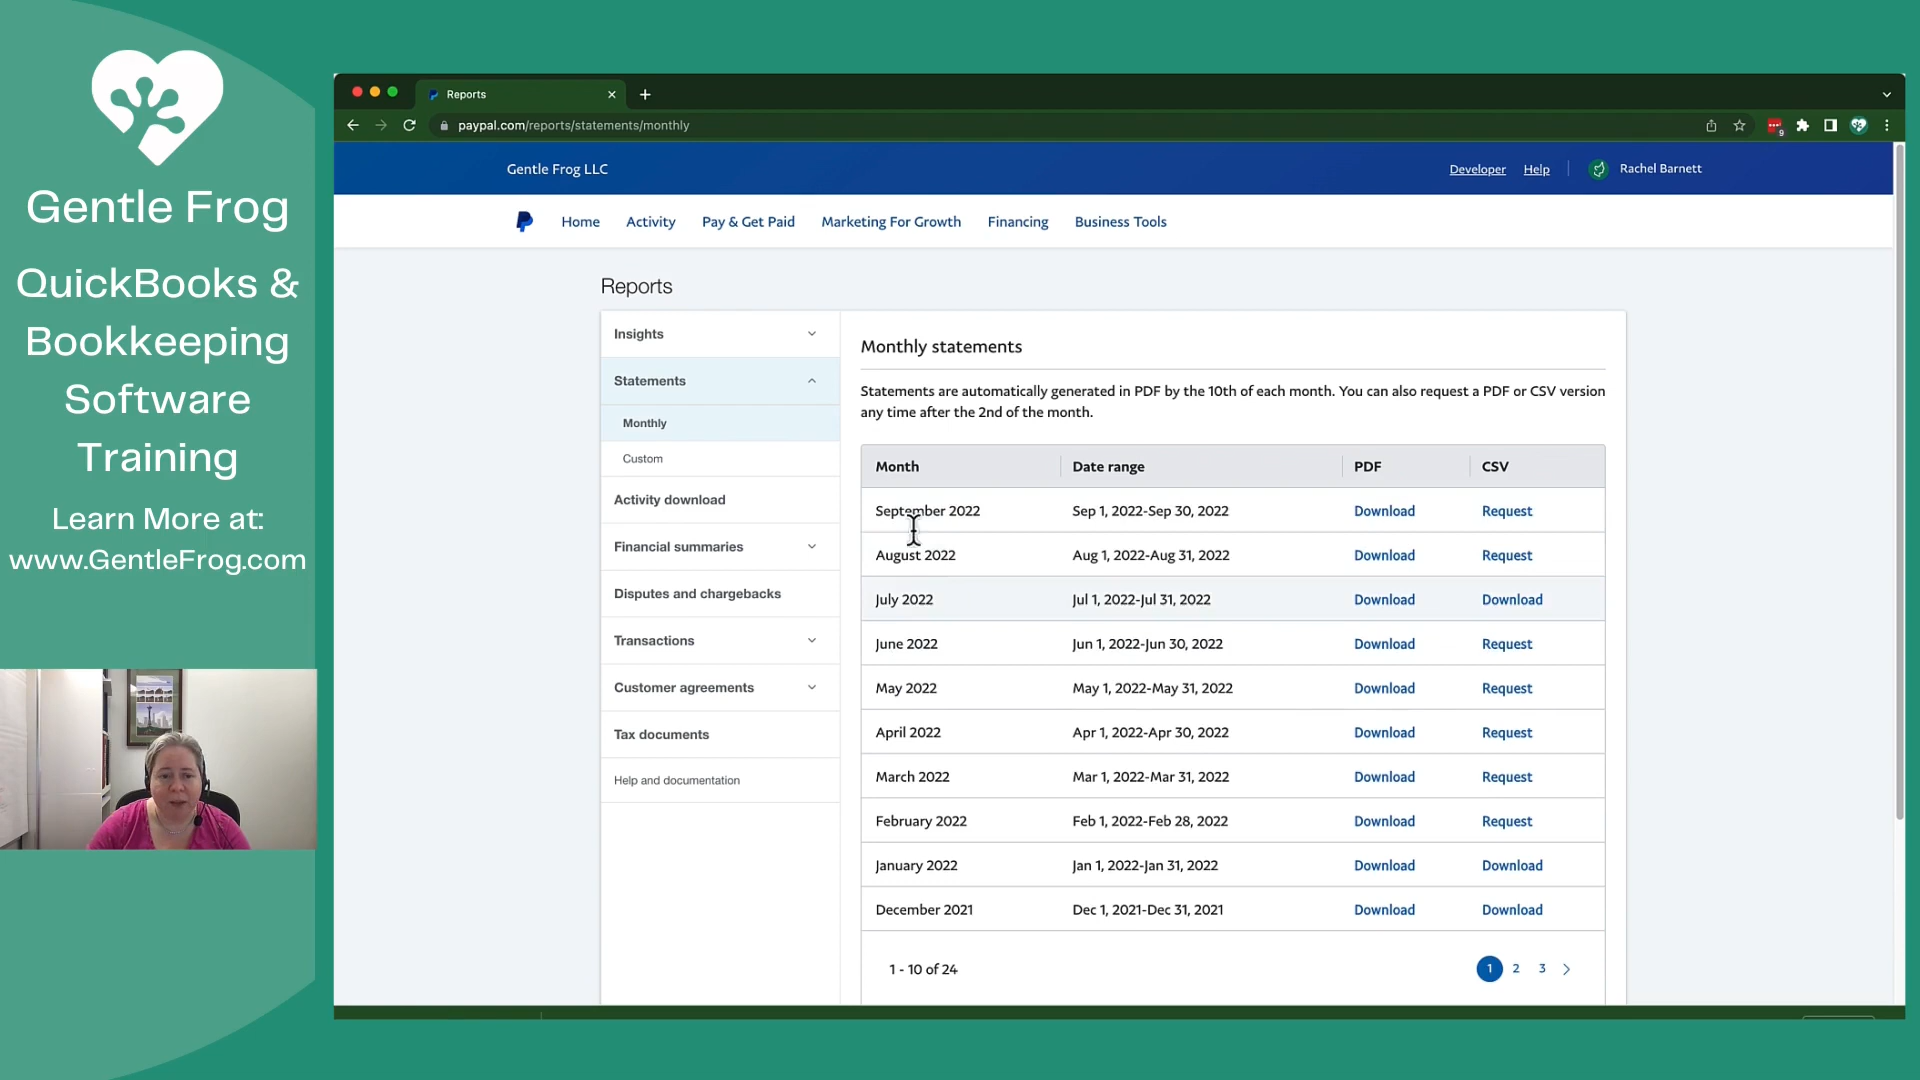 Gentle Frog
QuickBooks &
Bookkeeping
Software
Training
Learn More at:
www.GentleFrog.com
Reports
paypal.com/reports/statements/monthly
9
Gentle Frog LLC
Developer
Help
Rachel Barnett
Home
Activity
Pay & Get Paid
Marketing For Growth
Financing
Business Tools
Reports
Insights
Statements
Monthly
Custom
Activity download
Financial summaries
Disputes and chargebacks
Transactions
Customer agreements
Tax documents
Help and documentation
Monthly statements
Statements are automatically generated in PDF by the 10th of each month. You can also request a PDF or CSV version
any time after the 2nd of the month.
Month Date range PDF CSV
September 2022 Sep 1, 2022-Sep 30, 2022 Download Request
August 2022 Aug 1, 2022-Aug 31, 2022 Download Request
July 2022 Jul 1, 2022-Jul 31, 2022 Download Download
June 2022 Jun 1, 2022-Jun 30, 2022 Download Request
May 2022 May 1, 2022-May 31, 2022 Download Request
April 2022 Apr 1, 2022-Apr 30, 2022 Download Request
March 2022 Mar 1, 2022-Mar 31, 2022 Download Request
February 2022 Feb 1, 2022-Feb 28, 2022 Download Request
January 2022 Jan 1, 2022-Jan 31, 2022 Download Download
December 2021 Dec 1, 2021-Dec 31, 2021 Download Download
1 - 10 of 24
1 2 3